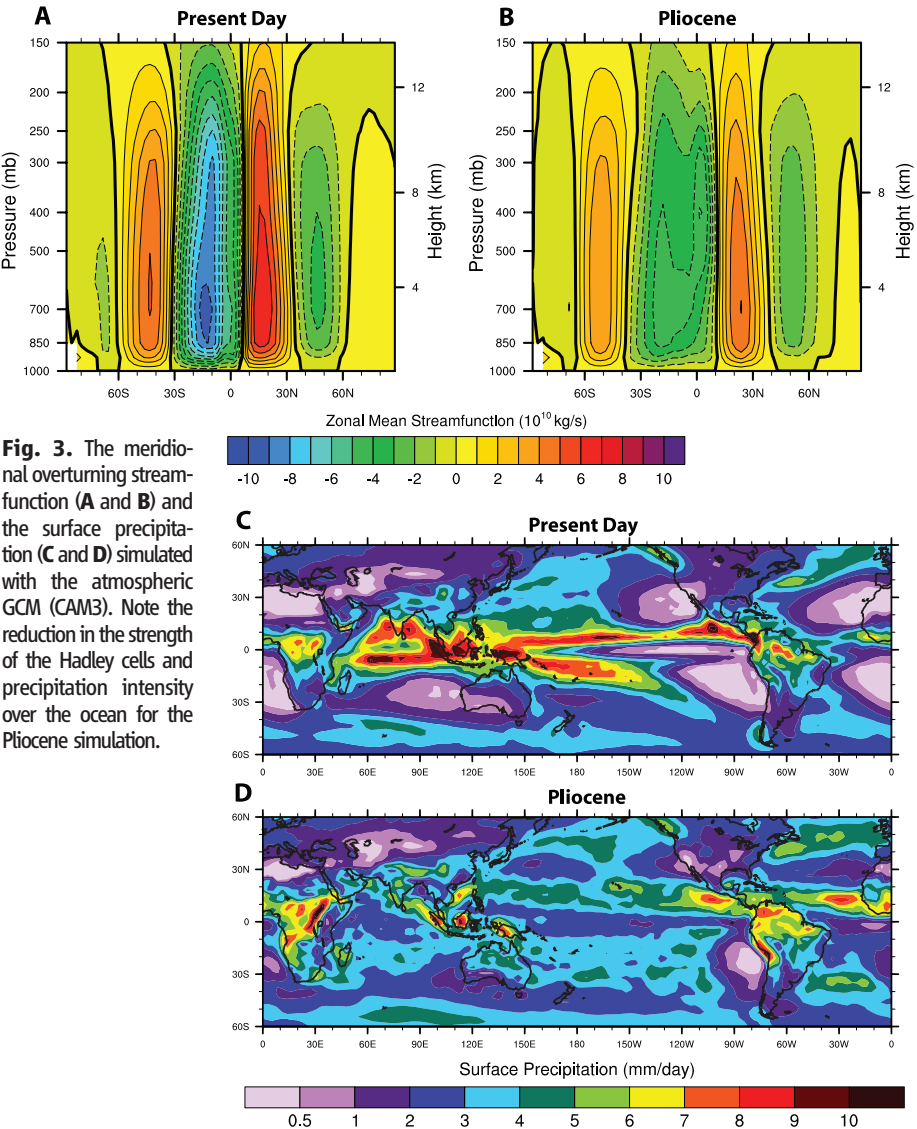 A
Present Day
B
Pliocene
150
200
250
300
400
500
700
850
1000
Pressure (mb)
12
8
4
Height (km)
60S 30S 0 30N 60N
150
200
250
300
400
500
700
850
1000
Pressure (mb)
12
8
4
Height (km)
60S 30S 0 30N 60N
Zonal Mean Streamfunction (10¹⁰ kg/s)
-10 -8 -6 -4 -2 0 2 4 6 8 10
Fig. 3. The meridio-
nal overturning stream-
function (A and B) and
the surface precipita-
tion (C and D) simulated
with the atmospheric
GCM (CAM3). Note the
reduction in the strength
of the Hadley cells and
precipitation intensity
over the ocean for the
Pliocene simulation.
C
Present Day
60N
30N
0
30S
60S
0 30E 60E 90E 120E 150E 180 150W 120W 90W 60W 30W 0
D
Pliocene
60N
30N
0
30S
60S
0 30E 60E 90E 120E 150E 180 150W 120W 90W 60W 30W 0
Surface Precipitation (mm/day)
0.5 1 2 3 4 5 6 7 8 9 10